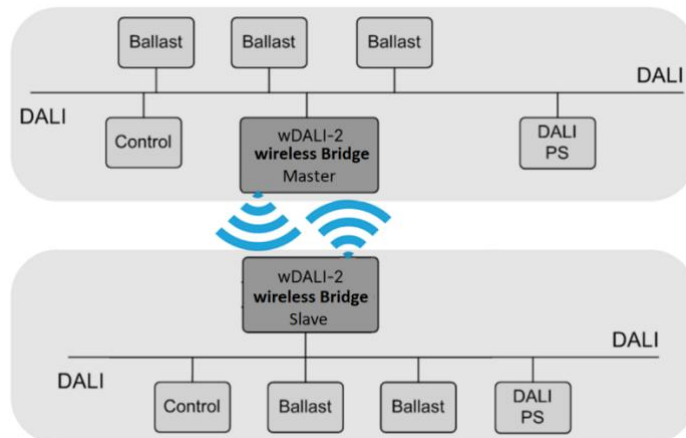 Ballast
Ballast
Ballast
DALI
DALI
Control
wDALI-2
wireless Bridge
Master
DALI
PS
wDALI-2
wireless Bridge
Slave
DALI
DALI
Control
Ballast
Ballast
DALI
PS